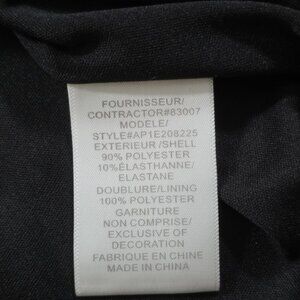 FOURNISSEUR/
CONTRACTOR#83007
MODELE/
STYLE#AP1E208225
EXTERIEUR/SHELL
90% POLYESTER
10%ÉLASTHANNE/
ELASTANE
DOUBLURE/LINING
100% POLYESTER
GARNITURE
NON COMPRISE/
EXCLUSIVE OF
DECORATION
FABRIQUE EN CHINE
MADE IN CHINA